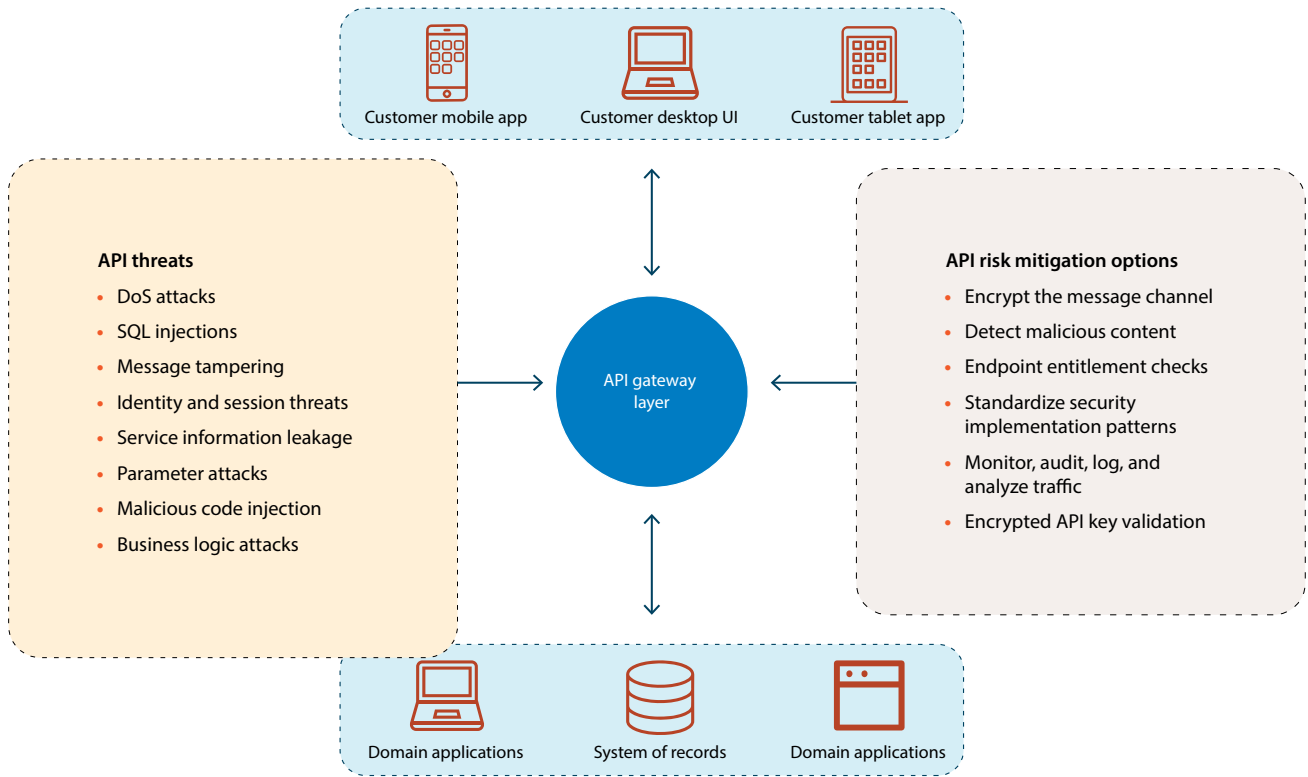 Customer mobile app
Customer desktop UI
Customer tablet app
API threats
• DoS attacks
• SQL injections
• Message tampering
• Identity and session threats
• Service information leakage
• Parameter attacks
• Malicious code injection
• Business logic attacks
API gateway
layer
API risk mitigation options
• Encrypt the message channel
• Detect malicious content
• Endpoint entitlement checks
• Standardize security
implementation patterns
• Monitor, audit, log, and
analyze traffic
• Encrypted API key validation
Domain applications
System of records
Domain applications